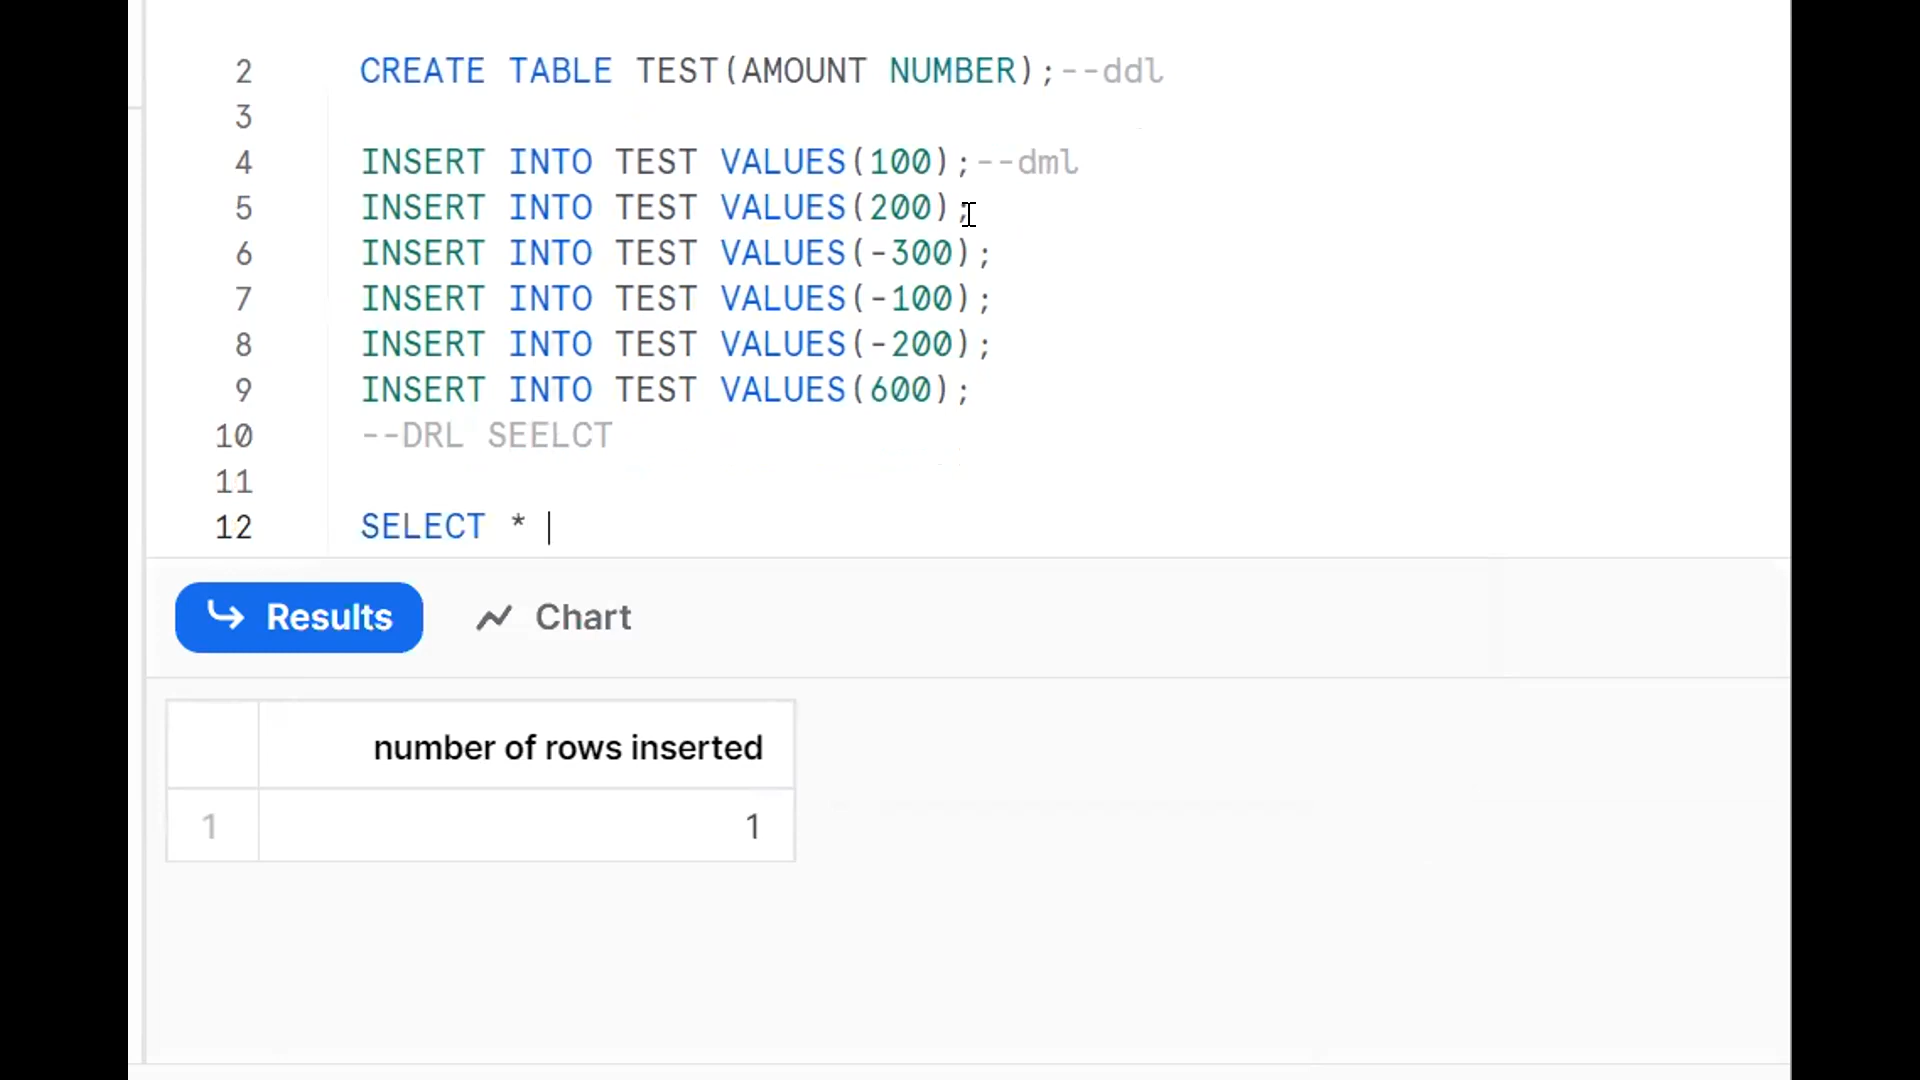 2 CREATE TABLE TEST(AMOUNT NUMBER);--ddl
3
4 INSERT INTO TEST VALUES(100);--dml
5 INSERT INTO TEST VALUES(200);
6 INSERT INTO TEST VALUES(-300);
7 INSERT INTO TEST VALUES(-100);
8 INSERT INTO TEST VALUES(-200);
9 INSERT INTO TEST VALUES(600);
10 --DRL SEELCT
11
12 SELECT *
Results Chart
number of rows inserted
1 1